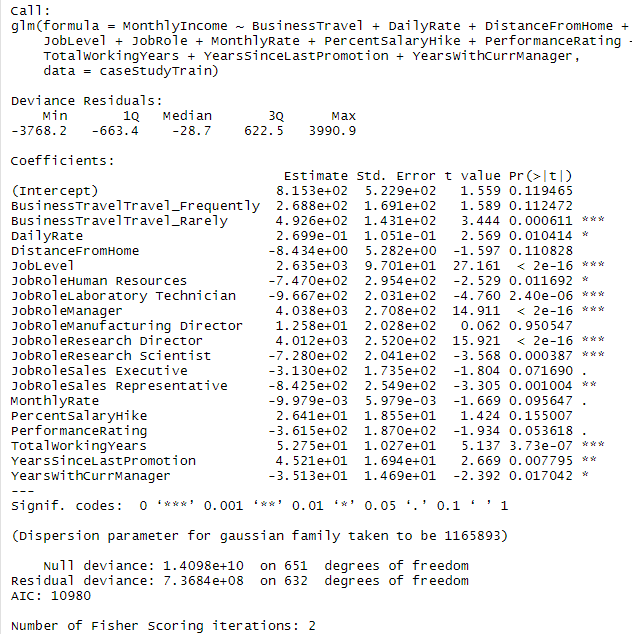 Call:
glm(formula = MonthlyIncome ~ BusinessTravel + DailyRate + DistanceFromHome +
    JobLevel + JobRole + MonthlyRate + PercentSalaryHike + PerformanceRating +
    TotalWorkingYears + YearsSinceLastPromotion + YearsWithCurrManager,
    data = caseStudyTrain)

Deviance Residuals:
    Min      1Q  Median      3Q     Max
-3768.2  -663.4   -28.7   622.5  3990.9

Coefficients:
                                  Estimate Std. Error t value Pr(>|t|)
(Intercept)                      8.153e+02  5.229e+02   1.559 0.119465
BusinessTravelTravel_Frequently  2.688e+02  1.691e+02   1.589 0.112472
BusinessTravelTravel_Rarely      4.926e+02  1.431e+02   3.444 0.000611 ***
DailyRate                        2.699e-01  1.051e-01   2.569 0.010414 *
DistanceFromHome                -8.434e+00  5.282e+00  -1.597 0.110828
JobLevel                         2.635e+03  9.701e+01  27.161  < 2e-16 ***
JobRoleHuman Resources          -7.470e+02  2.954e+02  -2.529 0.011692 *
JobRoleLaboratory Technician    -9.667e+02  2.031e+02  -4.760 2.40e-06 ***
JobRoleManager                   4.038e+03  2.708e+02  14.911  < 2e-16 ***
JobRoleManufacturing Director    1.258e+01  2.028e+02   0.062 0.950547
JobRoleResearch Director         4.012e+03  2.520e+02  15.921  < 2e-16 ***
JobRoleResearch Scientist       -7.280e+02  2.041e+02  -3.568 0.000387 ***
JobRoleSales Executive          -3.130e+02  1.735e+02  -1.804 0.071690 .
JobRoleSales Representative     -8.425e+02  2.549e+02  -3.305 0.001004 **
MonthlyRate                     -9.979e-03  5.979e-03  -1.669 0.095647 .
PercentSalaryHike                2.641e+01  1.855e+01   1.424 0.155007
PerformanceRating               -3.615e+02  1.870e+02  -1.934 0.053618 .
TotalWorkingYears                5.275e+01  1.027e+01   5.137 3.73e-07 ***
YearsSinceLastPromotion          4.521e+01  1.694e+01   2.669 0.007795 **
YearsWithCurrManager            -3.513e+01  1.469e+01  -2.392 0.017042 *
---
Signif. codes:  0 ‘***’ 0.001 ‘**’ 0.01 ‘*’ 0.05 ‘.’ 0.1 ‘ ’ 1

(Dispersion parameter for gaussian family taken to be 1165893)

    Null deviance: 1.4098e+10  on 651  degrees of freedom
Residual deviance: 7.3684e+08  on 632  degrees of freedom
AIC: 10980

Number of Fisher Scoring iterations: 2